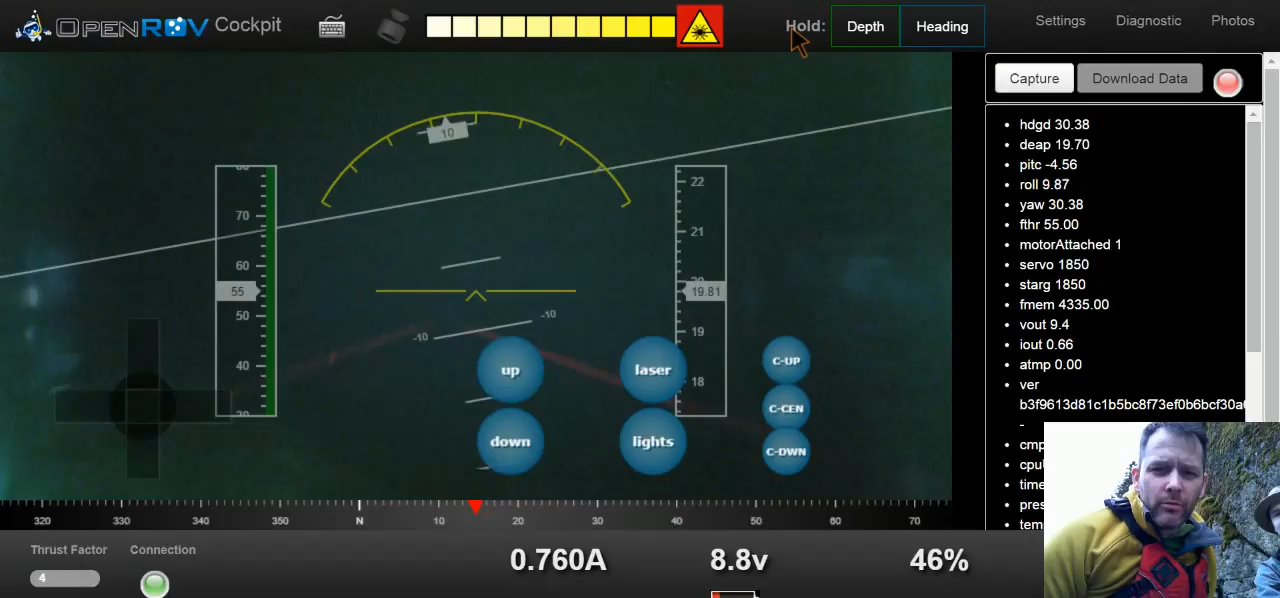 OPENROV Cockpit
Hold:
Depth
Heading
Settings
Diagnostic
Photos
Capture
Download Data
hdgd 30.38
deap 19.70
pitc -4.56
roll 9.87
yaw 30.38
fthr 55.00
motorAttached 1
servo 1850
starg 1850
fmem 4335.00
vout 9.4
iout 0.66
atmp 0.00
ver
-
10
70
60
55
50
40
22
21
19.81
19
18
-10
-10
up
down
laser
lights
C-UP
C-CEN
C-DWN
320 330 340 350 N 10 20 30 40 50 60 70
Thrust Factor
4
Connection
0.760A
8.8v
46%